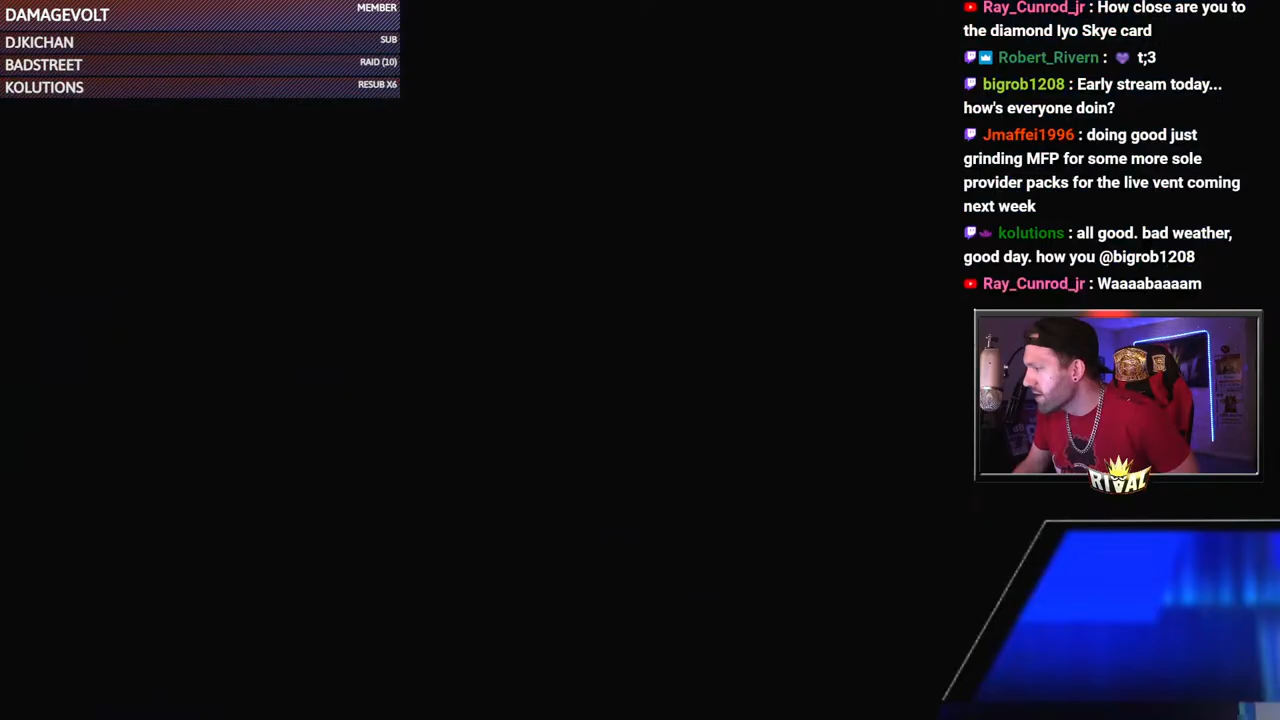 DAMAGEVOLT MEMBER
DJKICHAN SUB
BADSTREET RAID (10)
KOLUTIONS RESUB X6
Ray_Cunrod_jr : How close are you to
the diamond Iyo Skye card
Robert_Rivern : 💜 t;3
bigrob1208 : Early stream today...
how's everyone doin?
Jmaffei1996 : doing good just
grinding MFP for some more sole
provider packs for the live vent coming
next week
kolutions : all good. bad weather,
good day. how you @bigrob1208
Ray_Cunrod_jr : Waaaabaaaam
RIVAL